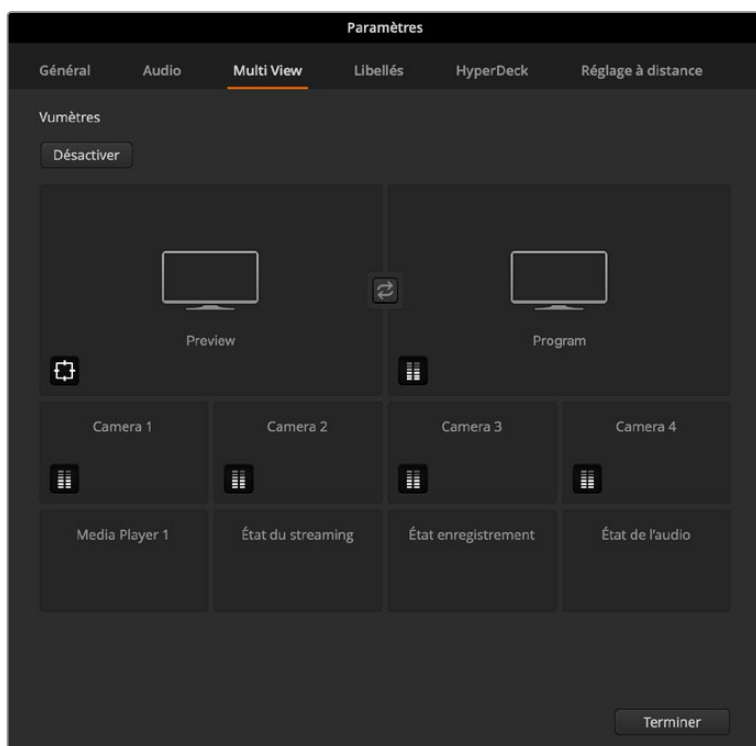 Paramètres
Général Audio Multi View Libellés HyperDeck Réglage à distance
Vumètres
Désactiver
Preview Program
Camera 1 Camera 2 Camera 3 Camera 4
Media Player 1 État du streaming État enregistrement État de l'audio
Terminer